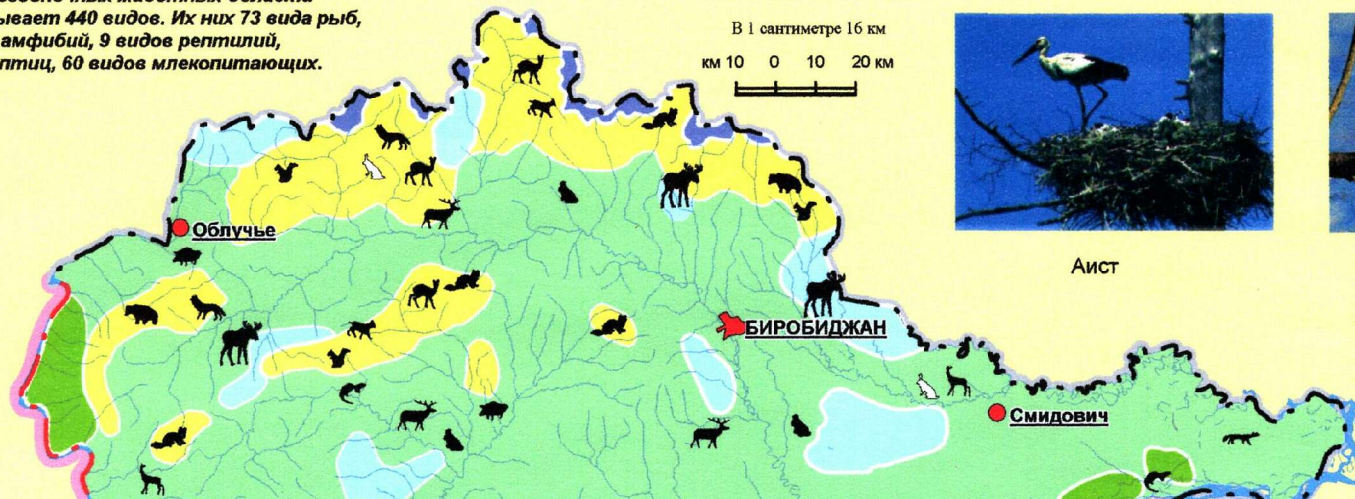 ывает 440 видов. Их них 73 вида рыб,
амфибий, 9 видов рептилий,
птиц, 60 видов млекопитающих.
В 1 сантиметре 16 км
км 10 0 10 20 км
Аист
Облучье
БИРОБИДЖАН
Смидович